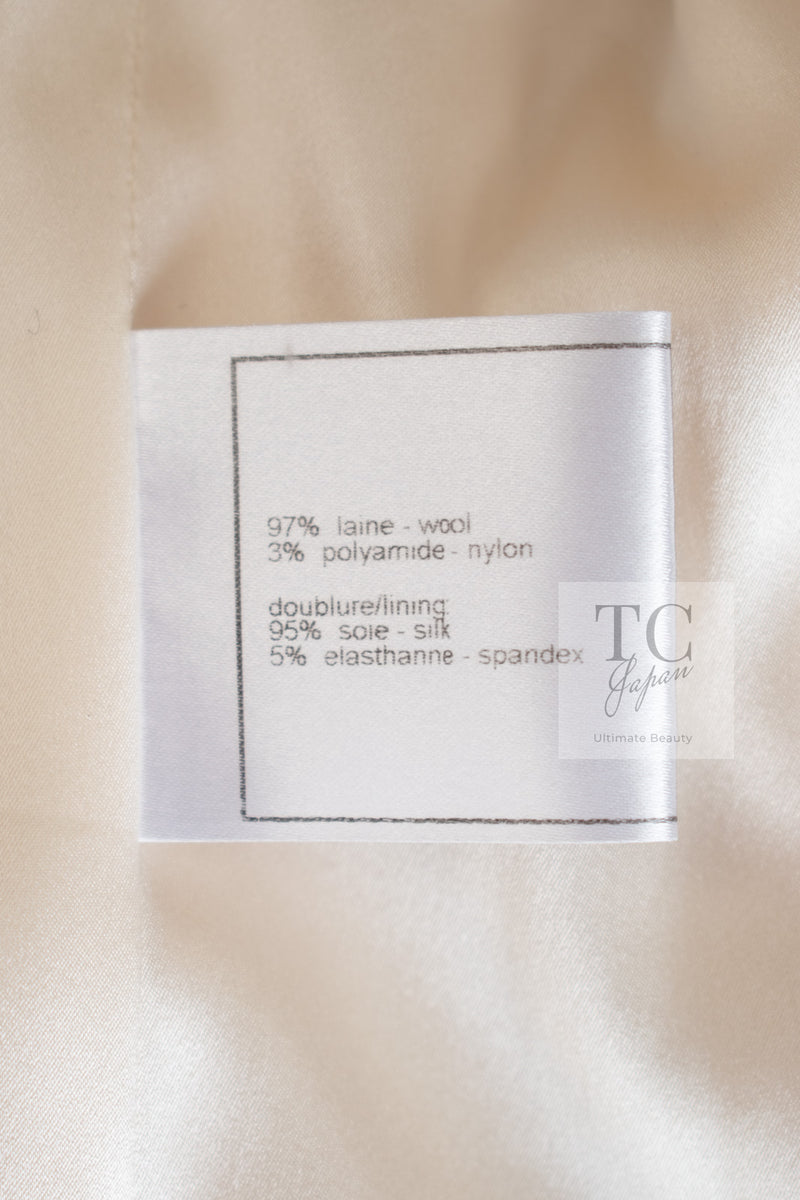 97% laine - wool
3% polyamide - nylon
doublure/lining:
95% soie - silk
5% elasthanne - spandex
TC
Japan
Ultimate Beauty